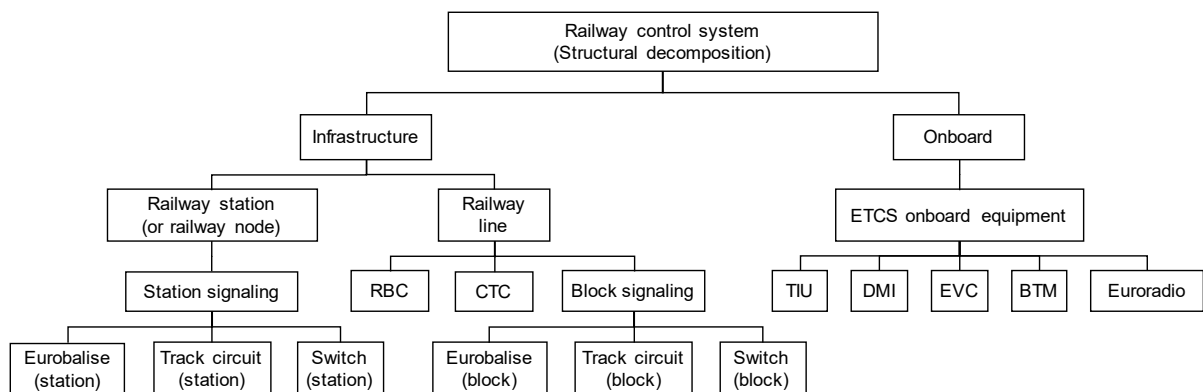 Railway control system
(Structural decomposition)
Infrastructure
Onboard
Railway station
(or railway node)
Railway
line
ETCS onboard equipment
Station signaling
RBC
CTC
Block signaling
TIU
DMI
EVC
BTM
Euroradio
Eurobalise
(station)
Track circuit
(station)
Switch
(station)
Eurobalise
(block)
Track circuit
(block)
Switch
(block)